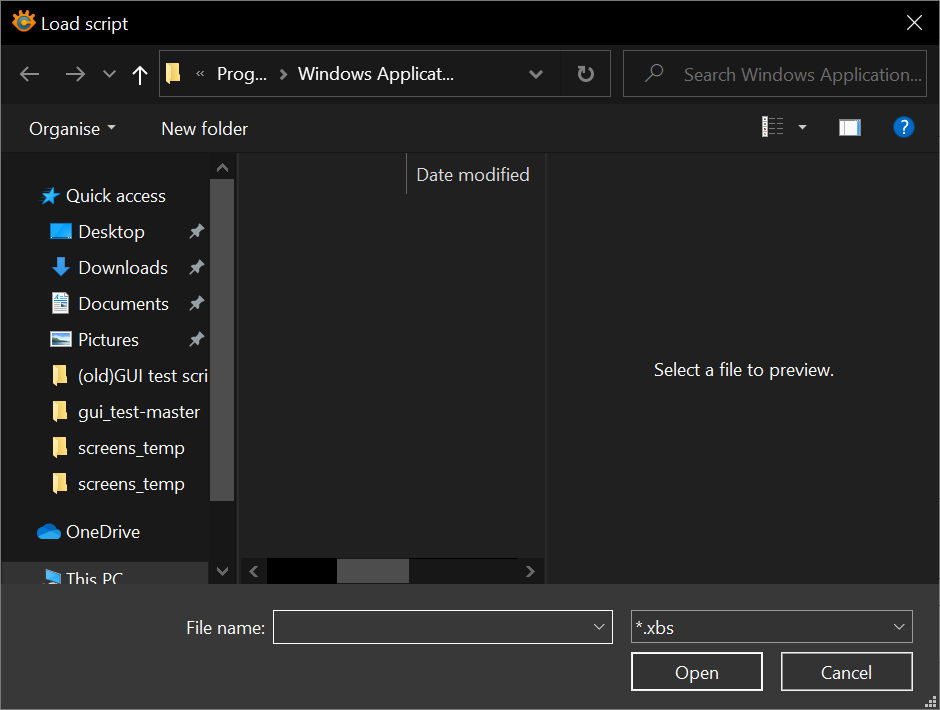 Load script
« Prog... > Windows Applicat...
Search Windows Application...
Organise
New folder
?
Date modified
Quick access
Desktop
Downloads
Documents
Pictures
(old)GUI test scri
gui_test-master
screens_temp
screens_temp
OneDrive
This PC
Select a file to preview.
File name:
*.xbs
Open
Cancel